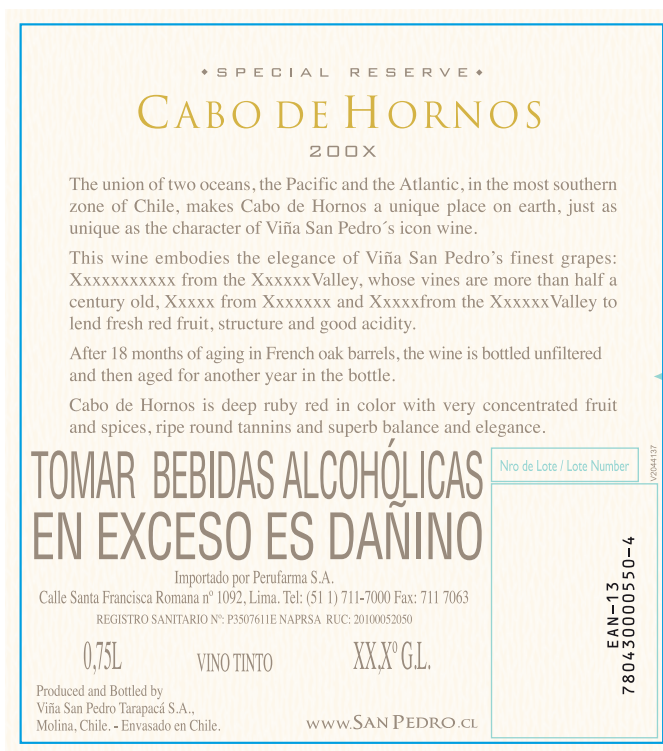 SPECIAL RESERVE
CABO DE HORNOS
200X
The union of two oceans, the Pacific and the Atlantic, in the most southern
zone of Chile, makes Cabo de Hornos a unique place on earth, just as
unique as the character of Viña San Pedro´s icon wine.
This wine embodies the elegance of Viña San Pedro's finest grapes:
Xxxxxxxxxxx from the XxxxxxValley, whose vines are more than half a
century old, Xxxxx from Xxxxxxx and Xxxxxfrom the XxxxxxValley to
lend fresh red fruit, structure and good acidity.
After 18 months of aging in French oak barrels, the wine is bottled unfiltered
and then aged for another year in the bottle.
Cabo de Hornos is deep ruby red in color with very concentrated fruit
and spices, ripe round tannins and superb balance and elegance.
TOMAR BEBIDAS ALCOHÓLICAS
EN EXCESO ES DAÑINO
Importado por Perufarma S.A.
Calle Santa Francisca Romana nº 1092, Lima. Tel: (51 1) 711-7000 Fax: 711 7063
REGISTRO SANITARIO Nº: P3507611E NAPRSA RUC: 20100052050
0,75L VINO TINTO XX,Xº G.L.
Produced and Bottled by
Viña San Pedro Tarapacá S.A.,
Molina, Chile. - Envasado en Chile.
WWW.SAN PEDRO.CL
Nro de Lote / Lote Number
V2044137
EAN-13
780430000550-4